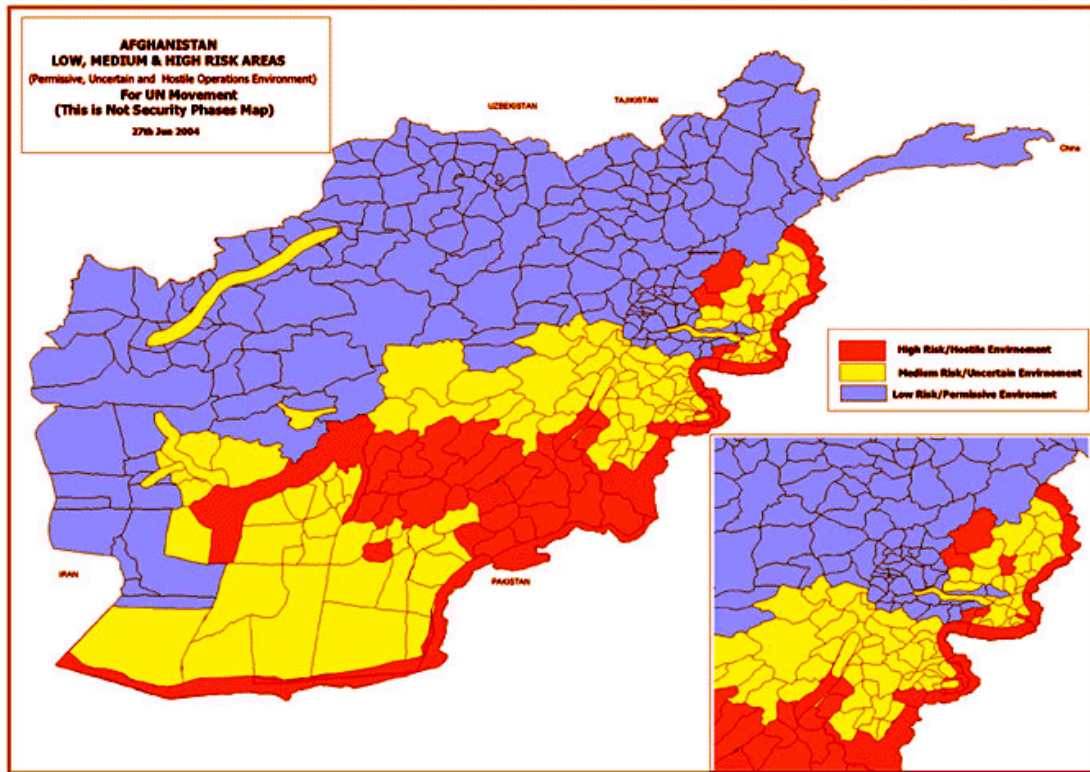 AFGHANISTAN
LOW, MEDIUM & HIGH RISK AREAS
(Permissive, Uncertain and Hostile Operations Environment)
For UN Movement
(This is Not Security Phases Map)
27th Jun 2004
UZBEKISTAN
TAJIKISTAN
China
High Risk/Hostile Envirnoment
Medium Risk/Uncertain Envirnoment
Low Risk/Permissive Enviroment
IRAN
PAKISTAN